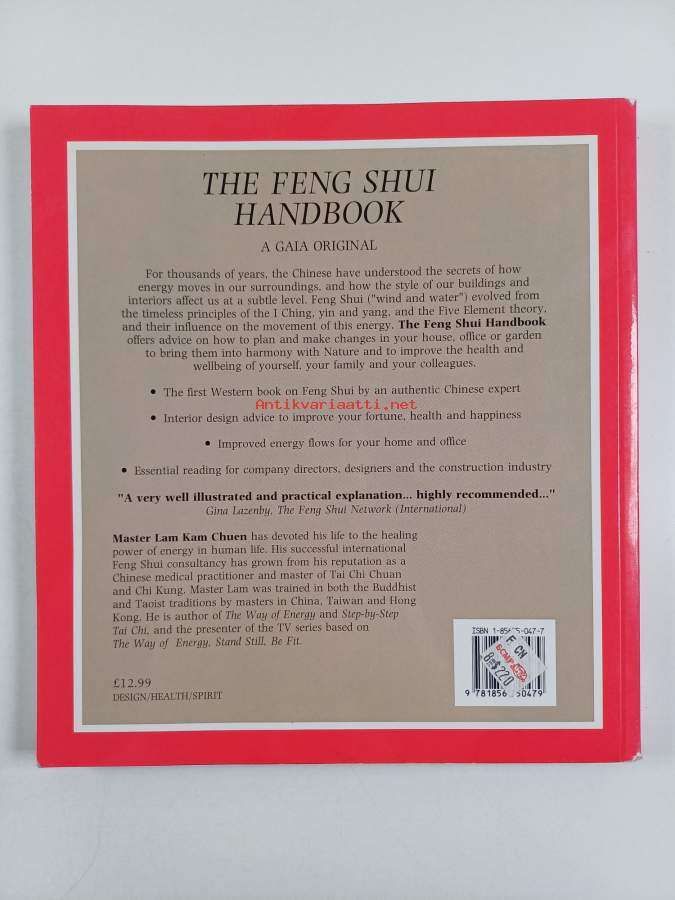 THE FENG SHUI
HANDBOOK
A GAIA ORIGINAL
For thousands of years, the Chinese have understood the secrets of how
energy moves in our surroundings, and how the style of our buildings and
interiors affect us at a subtle level. Feng Shui ("wind and water") evolved from
the timeless principles of the I Ching, yin and yang, and the Five Element theory,
and their influence on the movement of this energy. The Feng Shui Handbook
offers advice on how to plan and make changes in your house, office or garden
to bring them into harmony with Nature and to improve the health and
wellbeing of yourself, your family and your colleagues.
• The first Western book on Feng Shui by an authentic Chinese expert
Antikvariaatti.net
• Interior design advice to improve your fortune, health and happiness
• Improved energy flows for your home and office
• Essential reading for company directors, designers and the construction industry
"A very well illustrated and practical explanation... highly recommended..."
Gina Lazenby, The Feng Shui Network (International)
Master Lam Kam Chuen has devoted his life to the healing
power of energy in human life. His successful international
Feng Shui consultancy has grown from his reputation as a
Chinese medical practitioner and master of Tai Chi Chuan
and Chi Kung. Master Lam was trained in both the Buddhist
and Taoist traditions by masters in China, Taiwan and Hong
Kong. He is author of The Way of Energy and Step-by-Step
Tai Chi, and the presenter of the TV series based on
The Way of Energy, Stand Still, Be Fit.
£12.99
DESIGN/HEALTH/SPIRIT
ISBN 1-85 5-047-7
F CN
$220
9 781856 50479